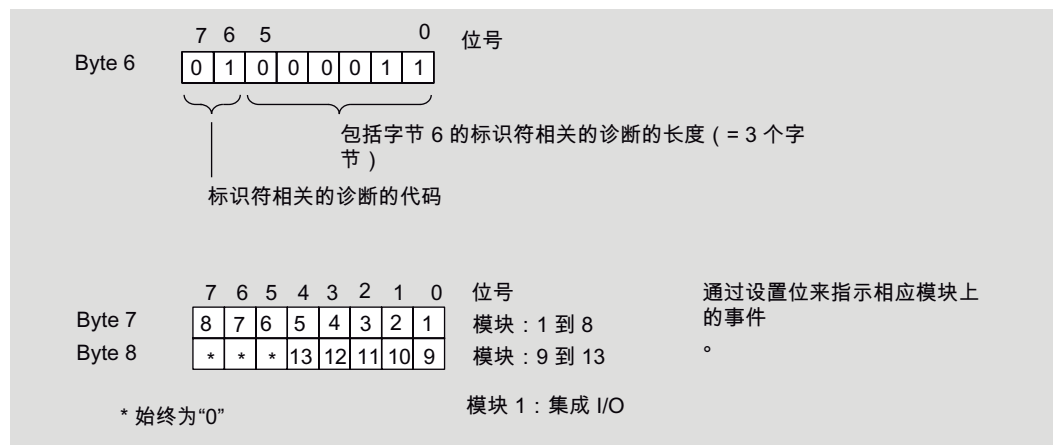 7 6 5 0 位号
Byte 6 0 1 0 0 0 0 1 1
包括字节 6 的标识符相关的诊断的长度 ( = 3 个字
节 )
标识符相关的诊断的代码
7 6 5 4 3 2 1 0 位号
Byte 7 8 7 6 5 4 3 2 1 模块：1 到 8
Byte 8 * * * 13 12 11 10 9 模块：9 到 13
通过设置位来指示相应模块上
的事件
。
* 始终为“0”
模块 1：集成 I/O